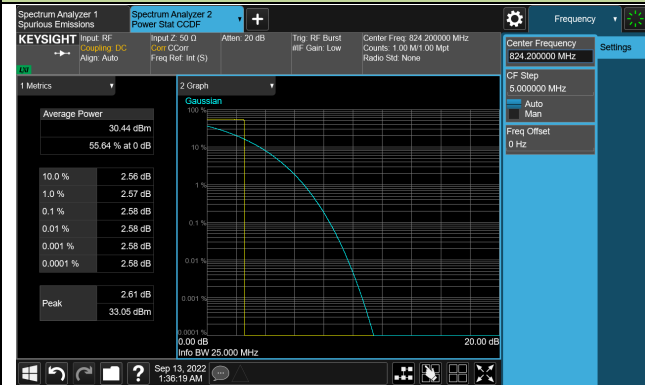 Spectrum Analyzer 1
Spurious Emissions
Spectrum Analyzer 2
Power Stat CCDF
Frequency
KEYSIGHT
Input: RF
Coupling: DC
Align: Auto
Input Z: 50 Ω
Corr CCorr
Freq Ref: Int (S)
Atten: 20 dB
Trig: RF Burst
#IF Gain: Low
Center Freq: 824.200000 MHz
Counts: 1.00 M/1.00 Mpt
Radio Std: None
LXI
Center Frequency
824.200000 MHz
Settings
CF Step
5.000000 MHz
Auto
Man
Freq Offset
0 Hz
1 Metrics
Average Power
30.44 dBm
55.64 % at 0 dB
10.0 % 2.56 dB
1.0 % 2.57 dB
0.1 % 2.58 dB
0.01 % 2.58 dB
0.001 % 2.58 dB
0.0001 % 2.58 dB
Peak
2.61 dB
33.05 dBm
2 Graph
Gaussian
100 %
10 %
1 %
0.1 %
0.01 %
0.001 %
0.0001 %
0.00 dB 20.00 dB
Info BW 25.000 MHz
?
Sep 13, 2022
1:36:19 AM